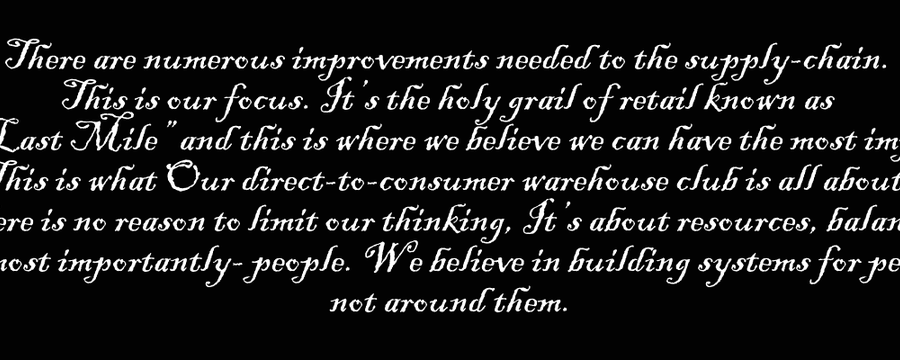 There are numerous improvements needed to the supply-chain.
This is our focus. It's the holy grail of retail known as
Last Mile" and this is where we believe we can have the most
This is what Our direct-to-consumer warehouse club is all about
is no reason to limit our thinking, It's about resources,
importantly- people. We believe in building systems for
not around them.